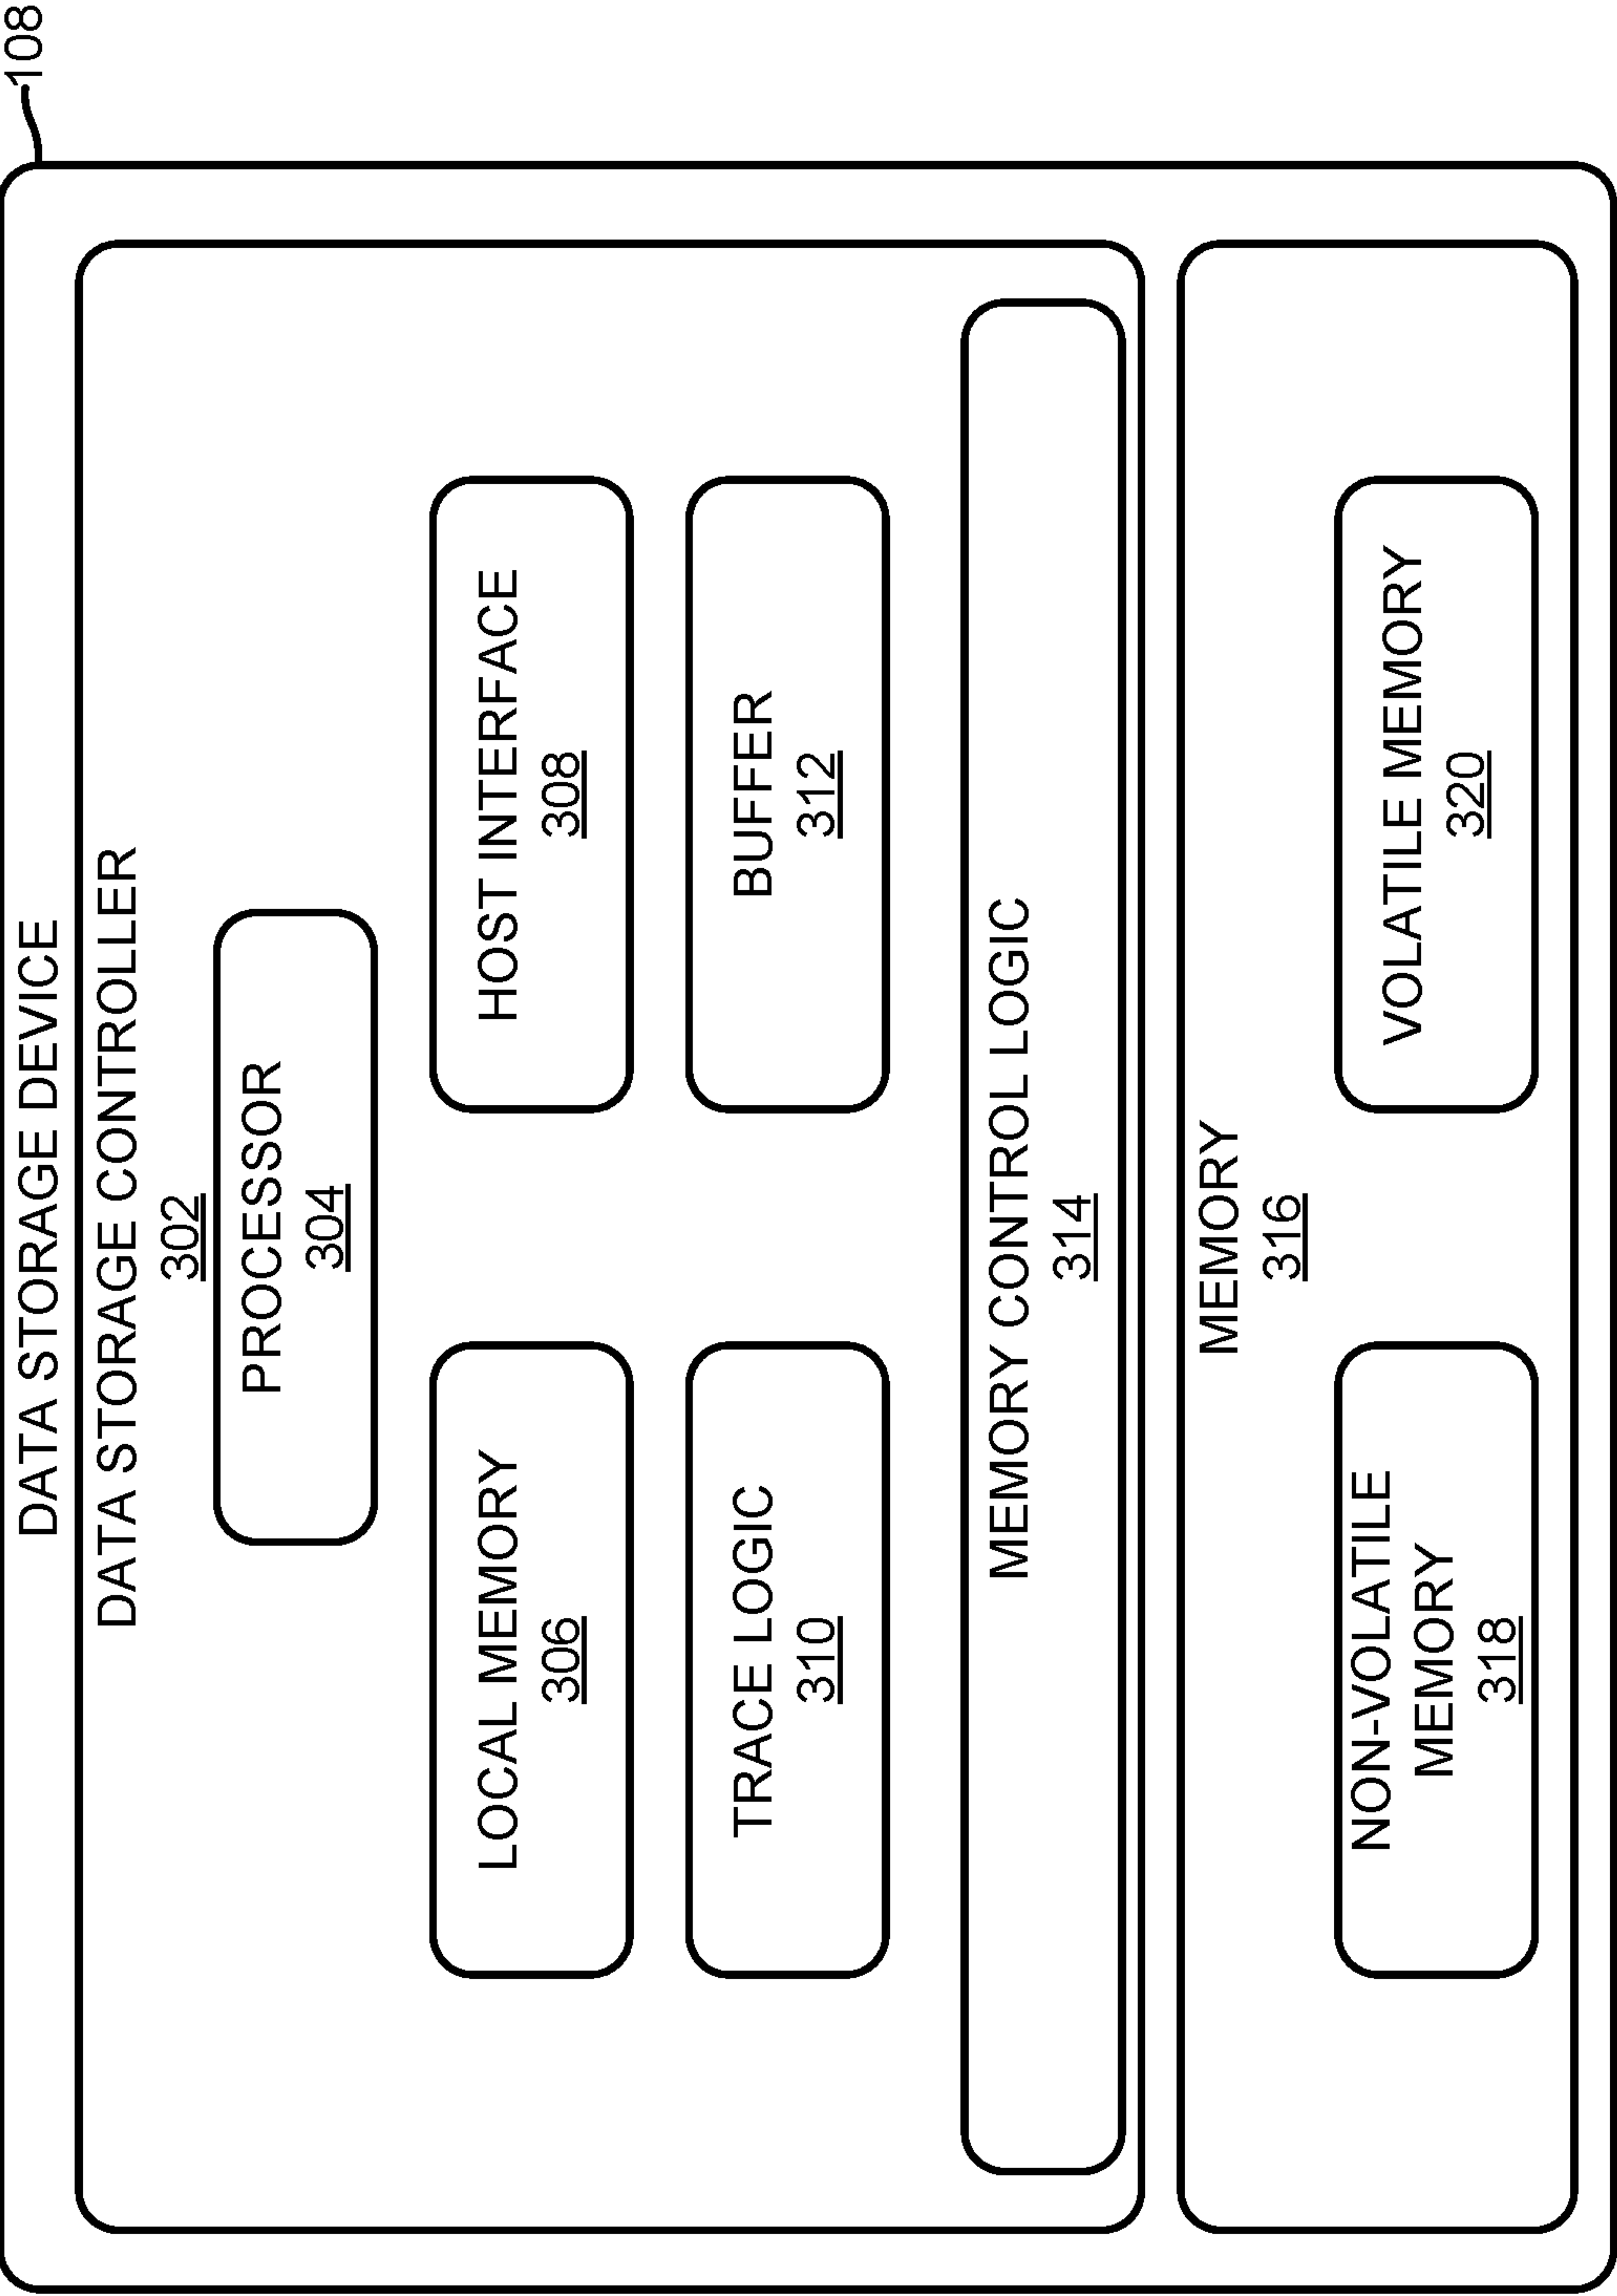 108
DATA STORAGE DEVICE
DATA STORAGE CONTROLLER
302
PROCESSOR
304
LOCAL MEMORY
306
HOST INTERFACE
308
TRACE LOGIC
310
BUFFER
312
MEMORY CONTROL LOGIC
314
MEMORY
316
NON-VOLATILE
MEMORY
318
VOLATILE MEMORY
320